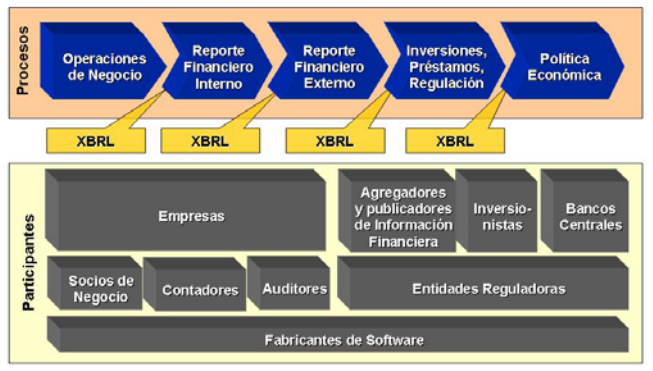 Procesos
Operaciones
de Negocio
Reporte
Financiero
Interno
Reporte
Financiero
Externo
Inversiones,
Préstamos,
Regulación
Política
Económica
XBRL
XBRL
XBRL
XBRL
Participantes
Empresas
Agregadores
y publicadores
de Información
Financiera
Inversio-
nistas
Bancos
Centrales
Socios de
Negocio
Contadores
Auditores
Entidades Reguladoras
Fabricantes de Software